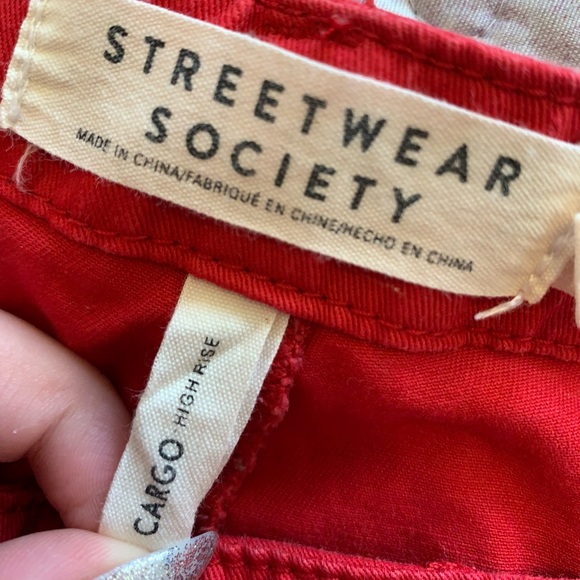 STREETWEAR
SOCIETY
MADE IN CHINA/FABRIQUÉ EN CHINE/HECHO EN CHINA
CARGO HIGH RISE